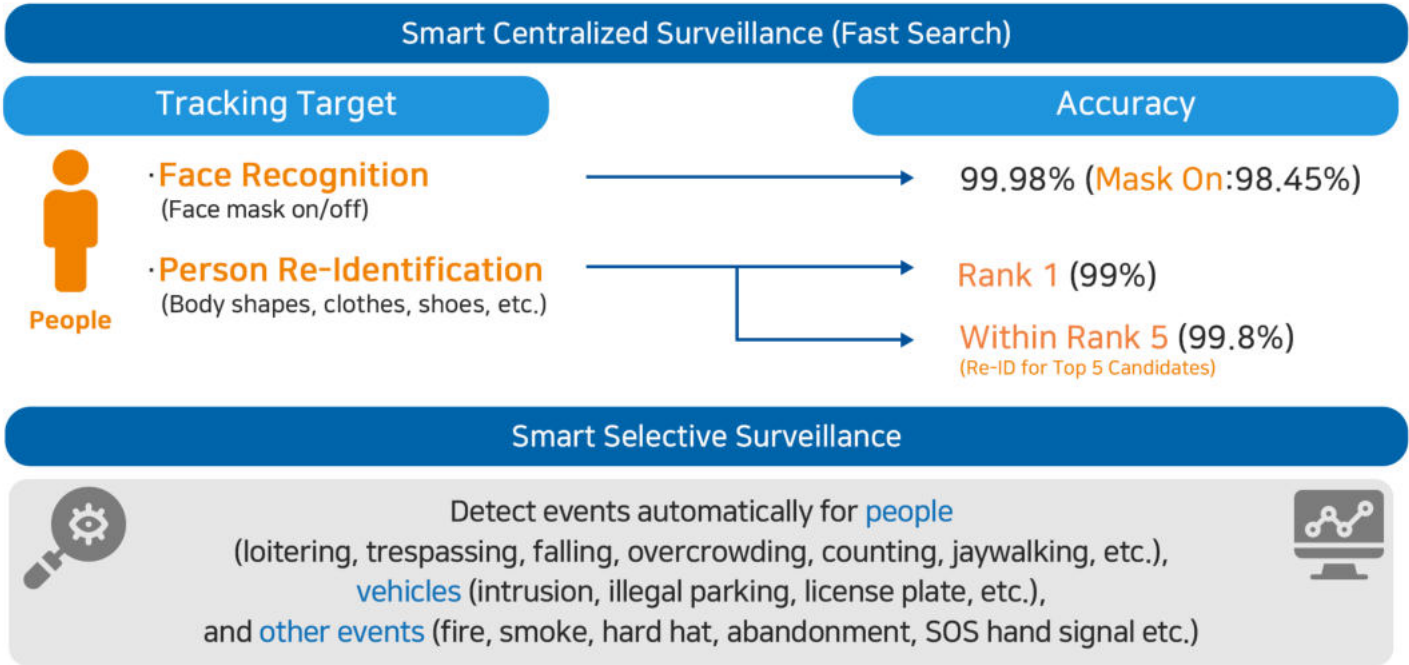 Smart Centralized Surveillance (Fast Search)
Tracking Target
Accuracy
·Face Recognition
(Face mask on/off)
99.98% (Mask On:98.45%)
·Person Re-Identification
(Body shapes, clothes, shoes, etc.)
Rank 1 (99%)
People
Within Rank 5 (99.8%)
(Re-ID for Top 5 Candidates)
Smart Selective Surveillance
Detect events automatically for people
(loitering, trespassing, falling, overcrowding, counting, jaywalking, etc.),
vehicles (intrusion, illegal parking, license plate, etc.),
and other events (fire, smoke, hard hat, abandonment, SOS hand signal etc.)